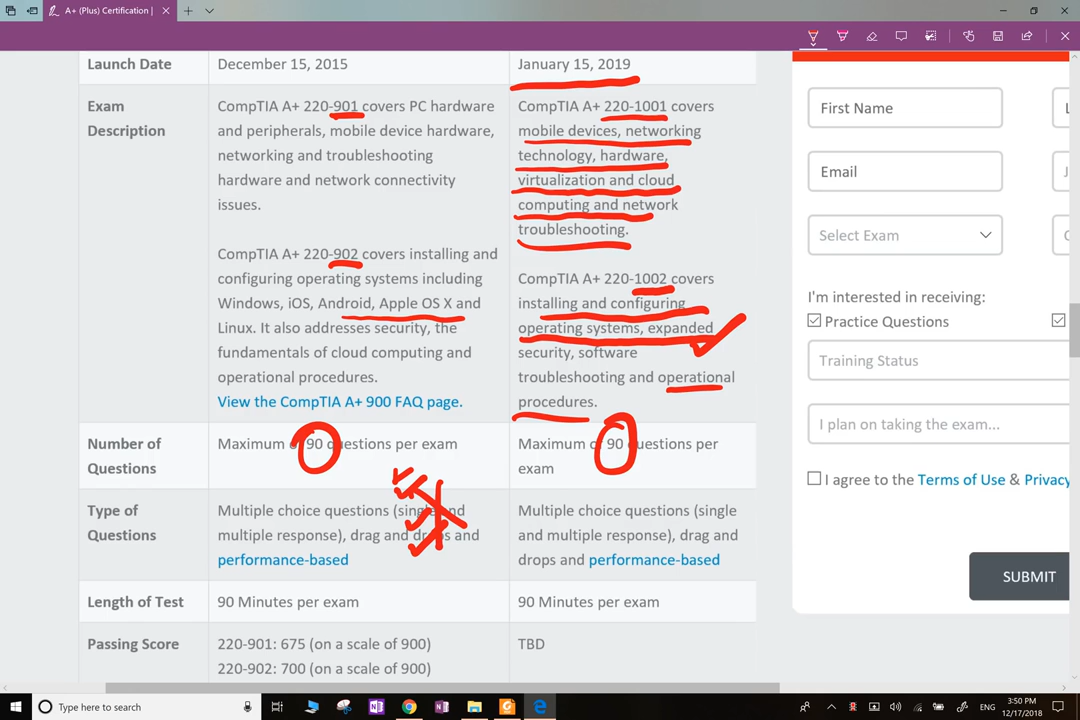 A+ (Plus) Certification |
Launch Date
December 15, 2015
January 15, 2019
Exam
Description
CompTIA A+ 220-901 covers PC hardware
and peripherals, mobile device hardware,
networking and troubleshooting
hardware and network connectivity
issues.
CompTIA A+ 220-902 covers installing and
configuring operating systems including
Windows, iOS, Android, Apple OS X and
Linux. It also addresses security, the
fundamentals of cloud computing and
operational procedures.
View the CompTIA A+ 900 FAQ page.
CompTIA A+ 220-1001 covers
mobile devices, networking
technology, hardware,
virtualization and cloud
computing and network
troubleshooting.
CompTIA A+ 220-1002 covers
installing and configuring
operating systems, expanded
security, software
troubleshooting and operational
procedures.
Number of
Questions
Maximum of 90 questions per exam
Maximum of 90 questions per
exam
Type of
Questions
Multiple choice questions (single and
multiple response), drag and drops and
performance-based
Multiple choice questions (single
and multiple response), drag and
drops and performance-based
Length of Test
90 Minutes per exam
90 Minutes per exam
Passing Score
220-901: 675 (on a scale of 900)
220-902: 700 (on a scale of 900)
TBD
First Name
L
Email
J
Select Exam
I'm interested in receiving:
Practice Questions
Training Status
I plan on taking the exam...
I agree to the Terms of Use & Privacy
SUBMIT
Type here to search
ENG
3:50 PM
12/17/2018